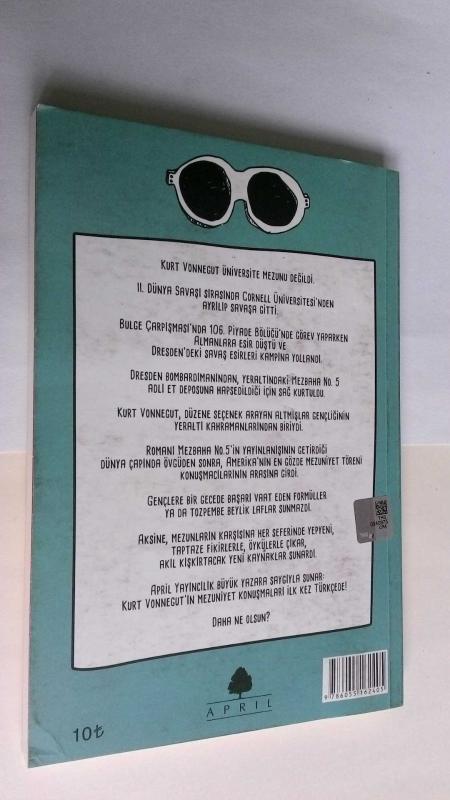 KURT VONNEGUT ÜNİVERSİTE MEZUNU DEĞİLDİ.
II. DÜNYA SAVAŞI SIRASINDA CORNELL ÜNİVERSİTESİ'NDEN
AYRILIP SAVAŞA GİTTİ.
BULGE ÇARPIŞMASI'NDA 106. PİYADE BÖLÜĞÜ'NDE GÖREV YAPARKEN
ALMANLARA ESİR DÜŞTÜ VE
DRESDEN'DEKİ SAVAŞ ESİRLERİ KAMPINA YOLLANDI.
DRESDEN BOMBARDIMANINDAN, YERALTINDAKİ MEZBAHA NO. 5
ADLI ET DEPOSUNA HAPSEDİLDİĞİ İÇİN SAĞ KURTULDU.
KURT VONNEGUT, DÜZENE SEÇENEK ARAYAN ALTMIŞLAR GENÇLİĞİNİN
YERALTI KAHRAMANLARINDAN BİRİYDİ.
ROMANI MEZBAHA NO.5'İN YAYINLANIŞININ GETİRDİĞİ
DÜNYA ÇAPINDA ÖVGÜDEN SONRA, AMERİKA'NIN EN GÖZDE MEZUNİYET TÖRENİ
KONUŞMACILARININ ARASINA GİRDİ.
GENÇLERE BİR GECEDE BAŞARI VAAT EDEN FORMÜLLER
YA DA TOZPEMBE BEYLİK LAFLAR SUNMAZDI.
AKSİNE, MEZUNLARIN KARŞISINA HER SEFERİNDE YEPYENİ,
TAPTAZE FİKİRLERLE, ÖYKÜLERLE ÇIKAR,
AKIL KIŞKIRTACAK YENİ KAYNAKLAR SUNARDI.
APRIL YAYINCILIK BÜYÜK YAZARA SAYGIYLA SUNAR:
KURT VONNEGUT'IN MEZUNİYET KONUŞMALARI İLK KEZ TÜRKÇEDE!
DAHA NE OLSUN?
APRIL
9 786055 162405
10₺